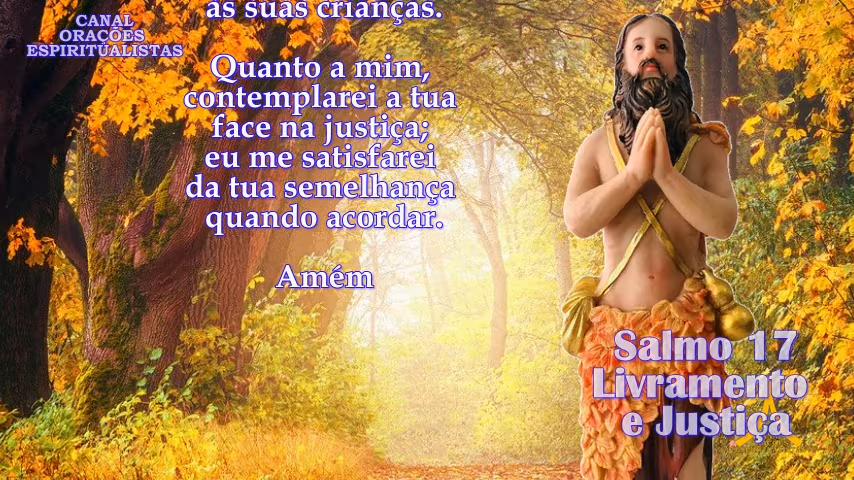 CANAL
ORAÇÕES
ESPIRITUALISTAS
as suas crianças.
Quanto a mim,
contemplarei a tua
face na justiça;
eu me satisfarei
da tua semelhança
quando acordar.
Amém
Salmo 17
Livramento
e Justiça